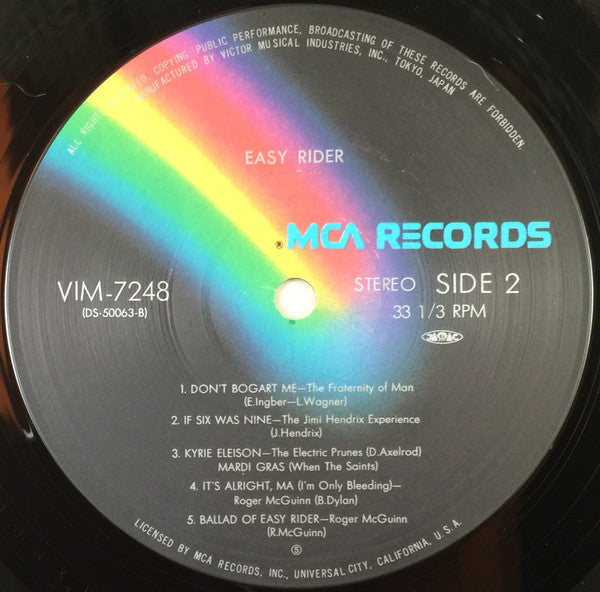 ALL RIGHTS RESERVED. COPYING, PUBLIC PERFORMANCE, BROADCASTING OF THESE RECORDS ARE FORBIDDEN.
MANUFACTURED BY VICTOR MUSICAL INDUSTRIES, INC., TOKYO, JAPAN
EASY RIDER
MCA RECORDS
VIM-7248
(DS-50063-B)
STEREO SIDE 2
33 1/3 RPM
1. DON'T BOGART ME—The Fraternity of Man
(E.Ingber—L.Wagner)
2. IF SIX WAS NINE—The Jimi Hendrix Experience
(J.Hendrix)
3. KYRIE ELEISON—The Electric Prunes (D.Axelrod)
MARDI GRAS (When The Saints)
4. IT'S ALRIGHT, MA (I'm Only Bleeding)—
Roger McGuinn (B.Dylan)
5. BALLAD OF EASY RIDER—Roger McGuinn
(R.McGuinn)
⑤
LICENSED BY MCA RECORDS, INC., UNIVERSAL CITY, CALIFORNIA, U.S.A.